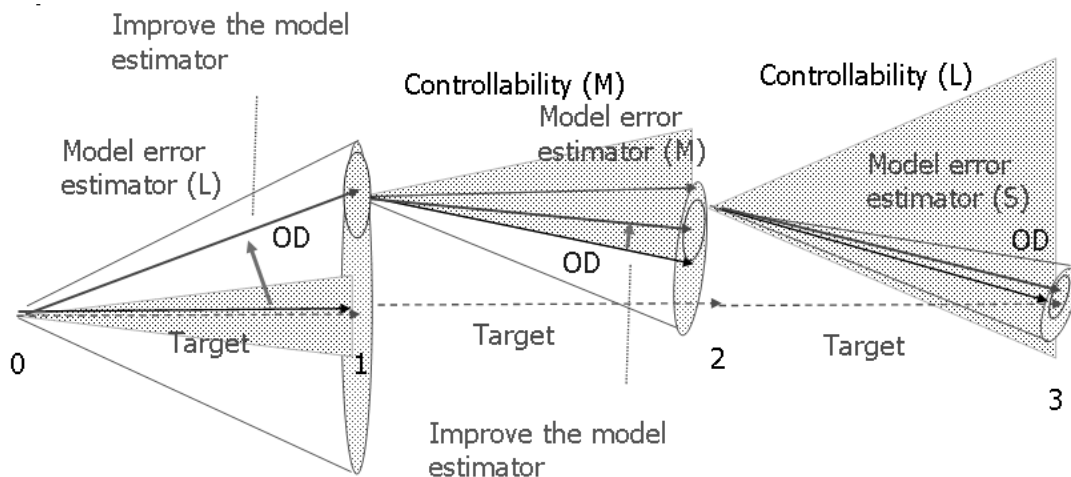 Improve the model
estimator
Controllability (M)
Controllability (L)
Model error
estimator (L)
Model error
estimator (M)
Model error
estimator (S)
OD
OD
OD
Target
Target
Target
0
1
2
3
Improve the model
estimator